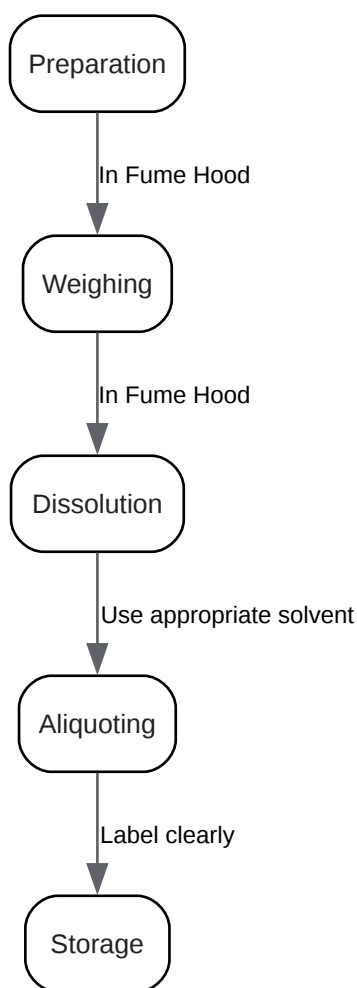 Preparation
In Fume Hood
Weighing
In Fume Hood
Dissolution
Use appropriate solvent
Aliquoting
Label clearly
Storage